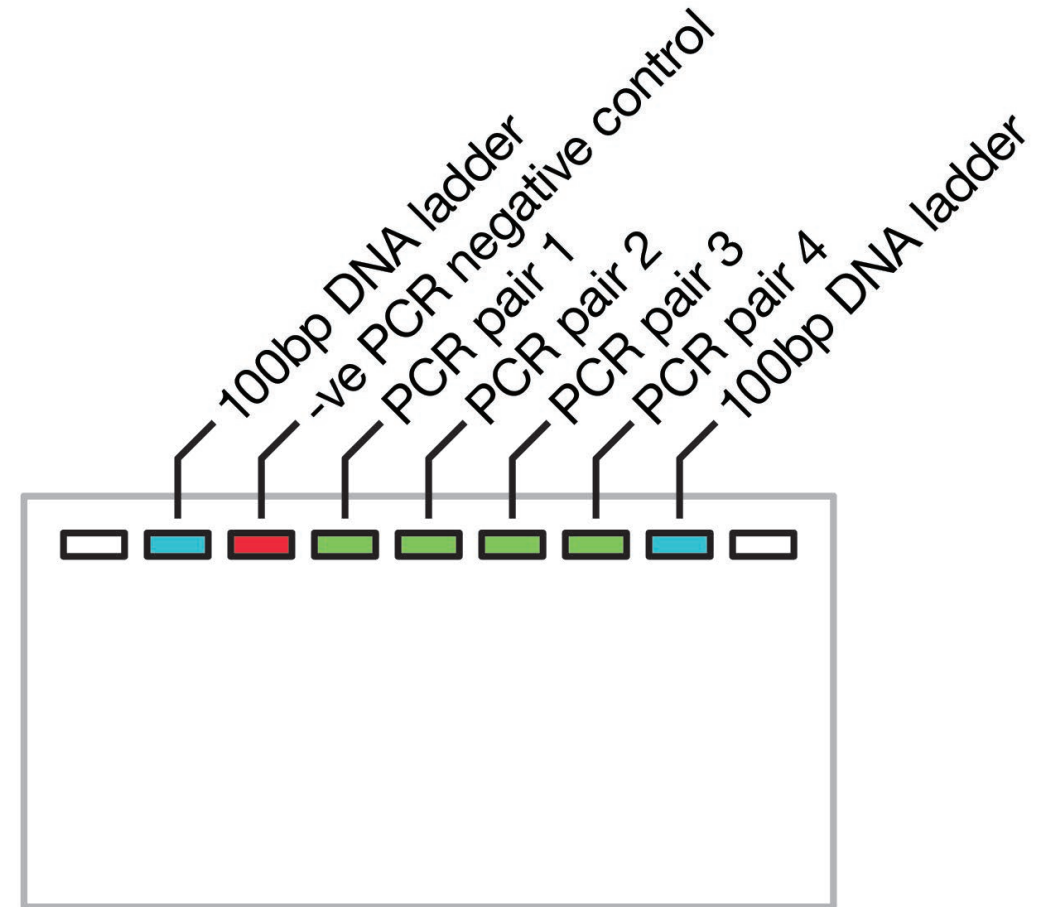 100bp DNA ladder
-ve PCR negative control
PCR pair 1
PCR pair 2
PCR pair 3
PCR pair 4
100bp DNA ladder